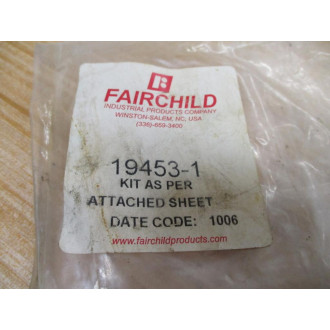 FAIRCHILD
INDUSTRIAL PRODUCTS COMPANY
WINSTON-SALEM, NC, USA
(336)-659-3400
19453-1
KIT AS PER
ATTACHED SHEET
DATE CODE: 1006
www.fairchildproducts.com